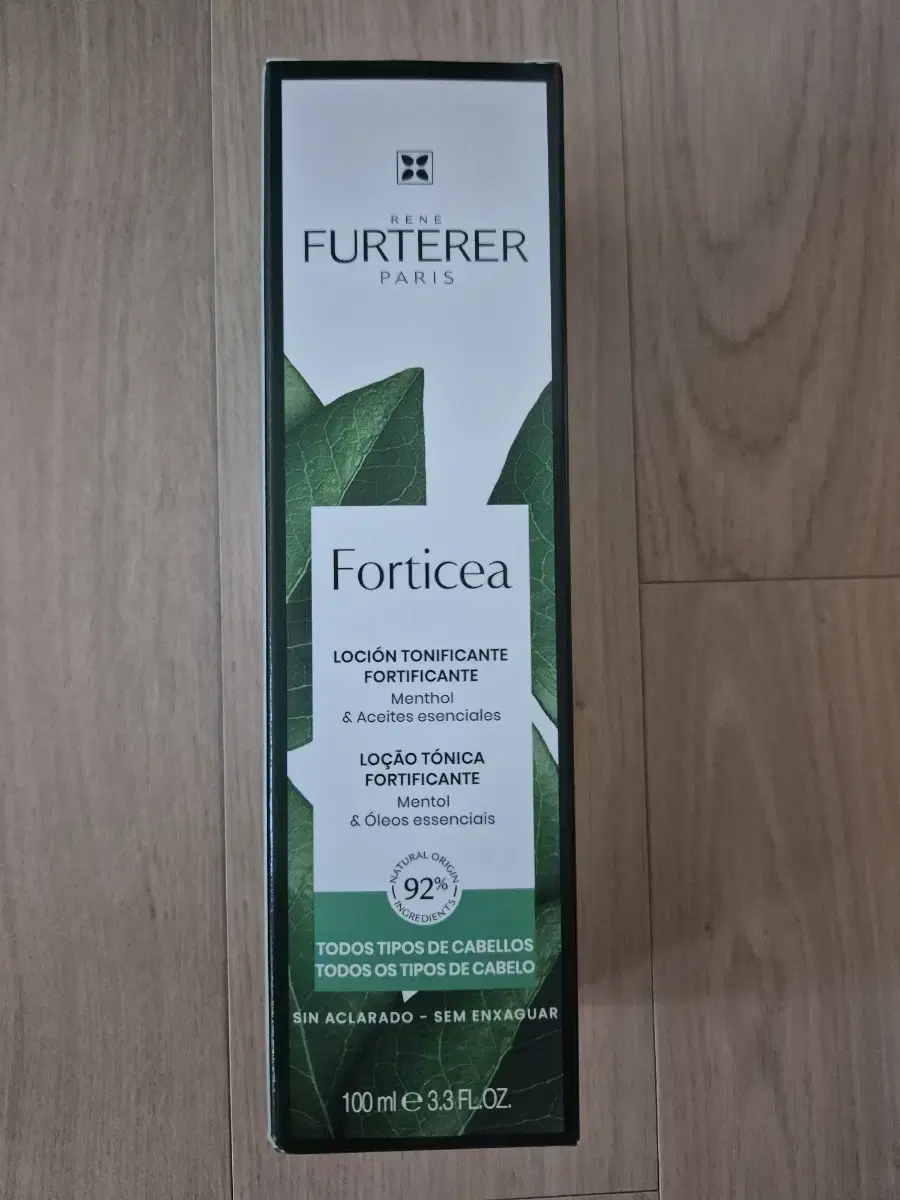 RENE
FURTERER
PARIS
Forticea
LOCIÓN TONIFICANTE
FORTIFICANTE
Menthol
& Aceites esenciales
LOÇÃO TÓNICA
FORTIFICANTE
Mentol
& Óleos essenciais
NATURAL ORIGIN
92%
INGREDIENTS
TODOS TIPOS DE CABELLOS
TODOS OS TIPOS DE CABELO
SIN ACLARADO - SEM ENXAGUAR
100 ml ℮ 3.3 FL.OZ.